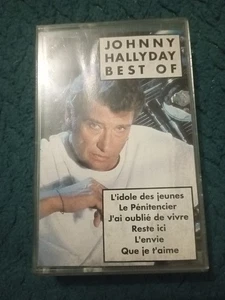 JOHNNY
HALLYDAY
BEST OF
L'idole des jeunes
Le Pénitencier
J'ai oublié de vivre
Reste ici
L'envie
Que je t'aime